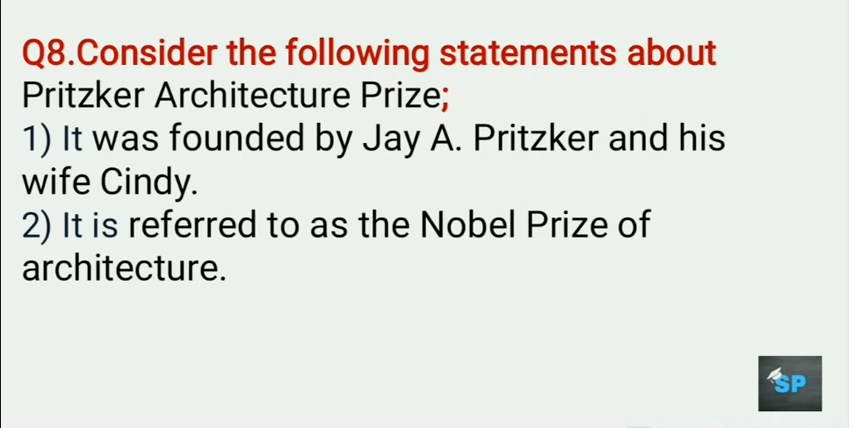 Q8.Consider the following statements about
Pritzker Architecture Prize;
1) It was founded by Jay A. Pritzker and his
wife Cindy.
2) It is referred to as the Nobel Prize of
architecture.
SP